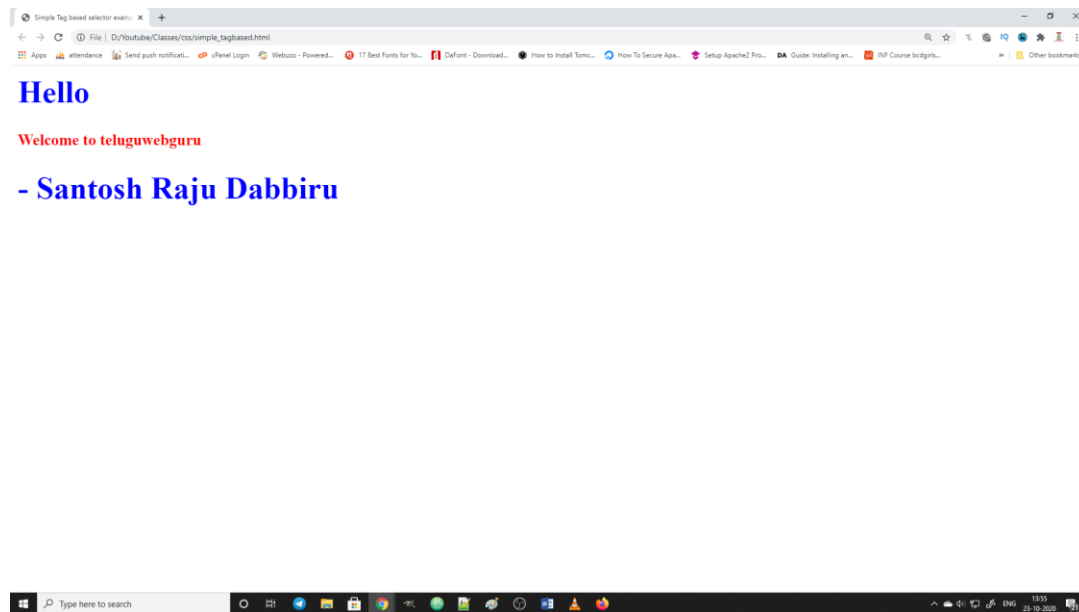 Simple Tag based selector examp
File | D:/Youtube/Classes/css/simple_tagbased.html
Apps attendance Send push notificati... cPanel Login Webuzo - Powered... 17 Best Fonts for Yo... DaFont - Download... How to Install Tomc... How To Secure Apa... Setup Apache2 Pro... DA Guide: Installing an... INF Course bcdgirls... » Other bookmarks
Hello
Welcome to teluguwebguru
- Santosh Raju Dabbiru
Type here to search
ENG
13:55
23-10-2020